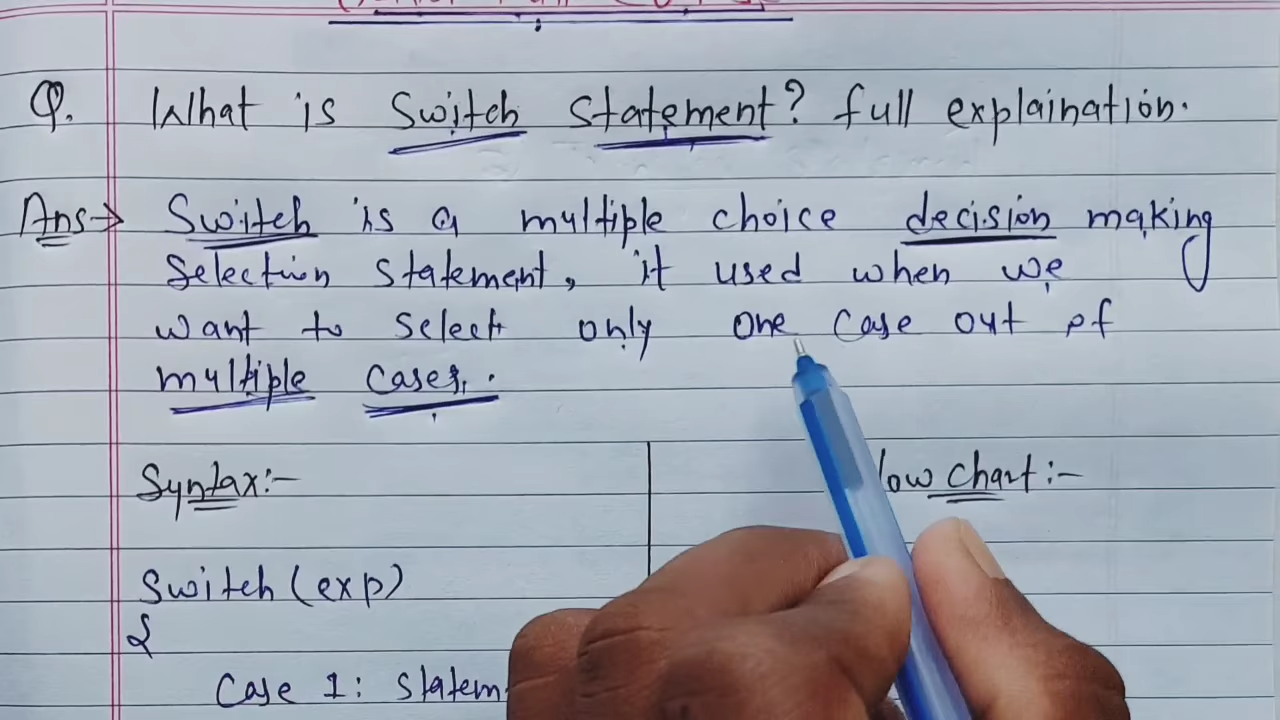 Q. What is Switch Statement? full explaination.
Ans→ Switch is a multiple choice decision making
Selection Statement, it used when we
want to select only one case out of
multiple cases.
Syntax:-
low chart:-
Switch (exp)
{
Case 1: Statem